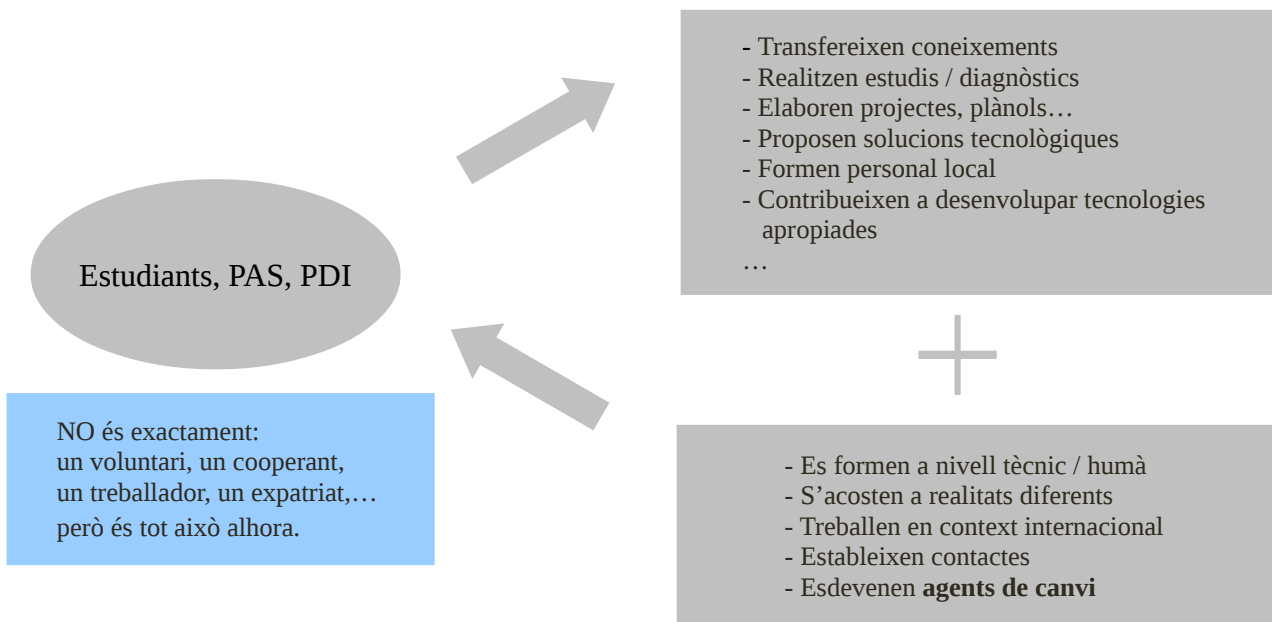 Estudiants, PAS, PDI
NO és exactament:
un voluntari, un cooperant,
un treballador, un expatriat,…
però és tot això alhora.
- Transfereixen coneixements
- Realitzen estudis / diagnòstics
- Elaboren projectes, plànols…
- Proposen solucions tecnològiques
- Formen personal local
- Contribueixen a desenvolupar tecnologies
apropiades
…
- Es formen a nivell tècnic / humà
- S’acosten a realitats diferents
- Treballen en context internacional
- Estableixen contactes
- Esdevenen agents de canvi